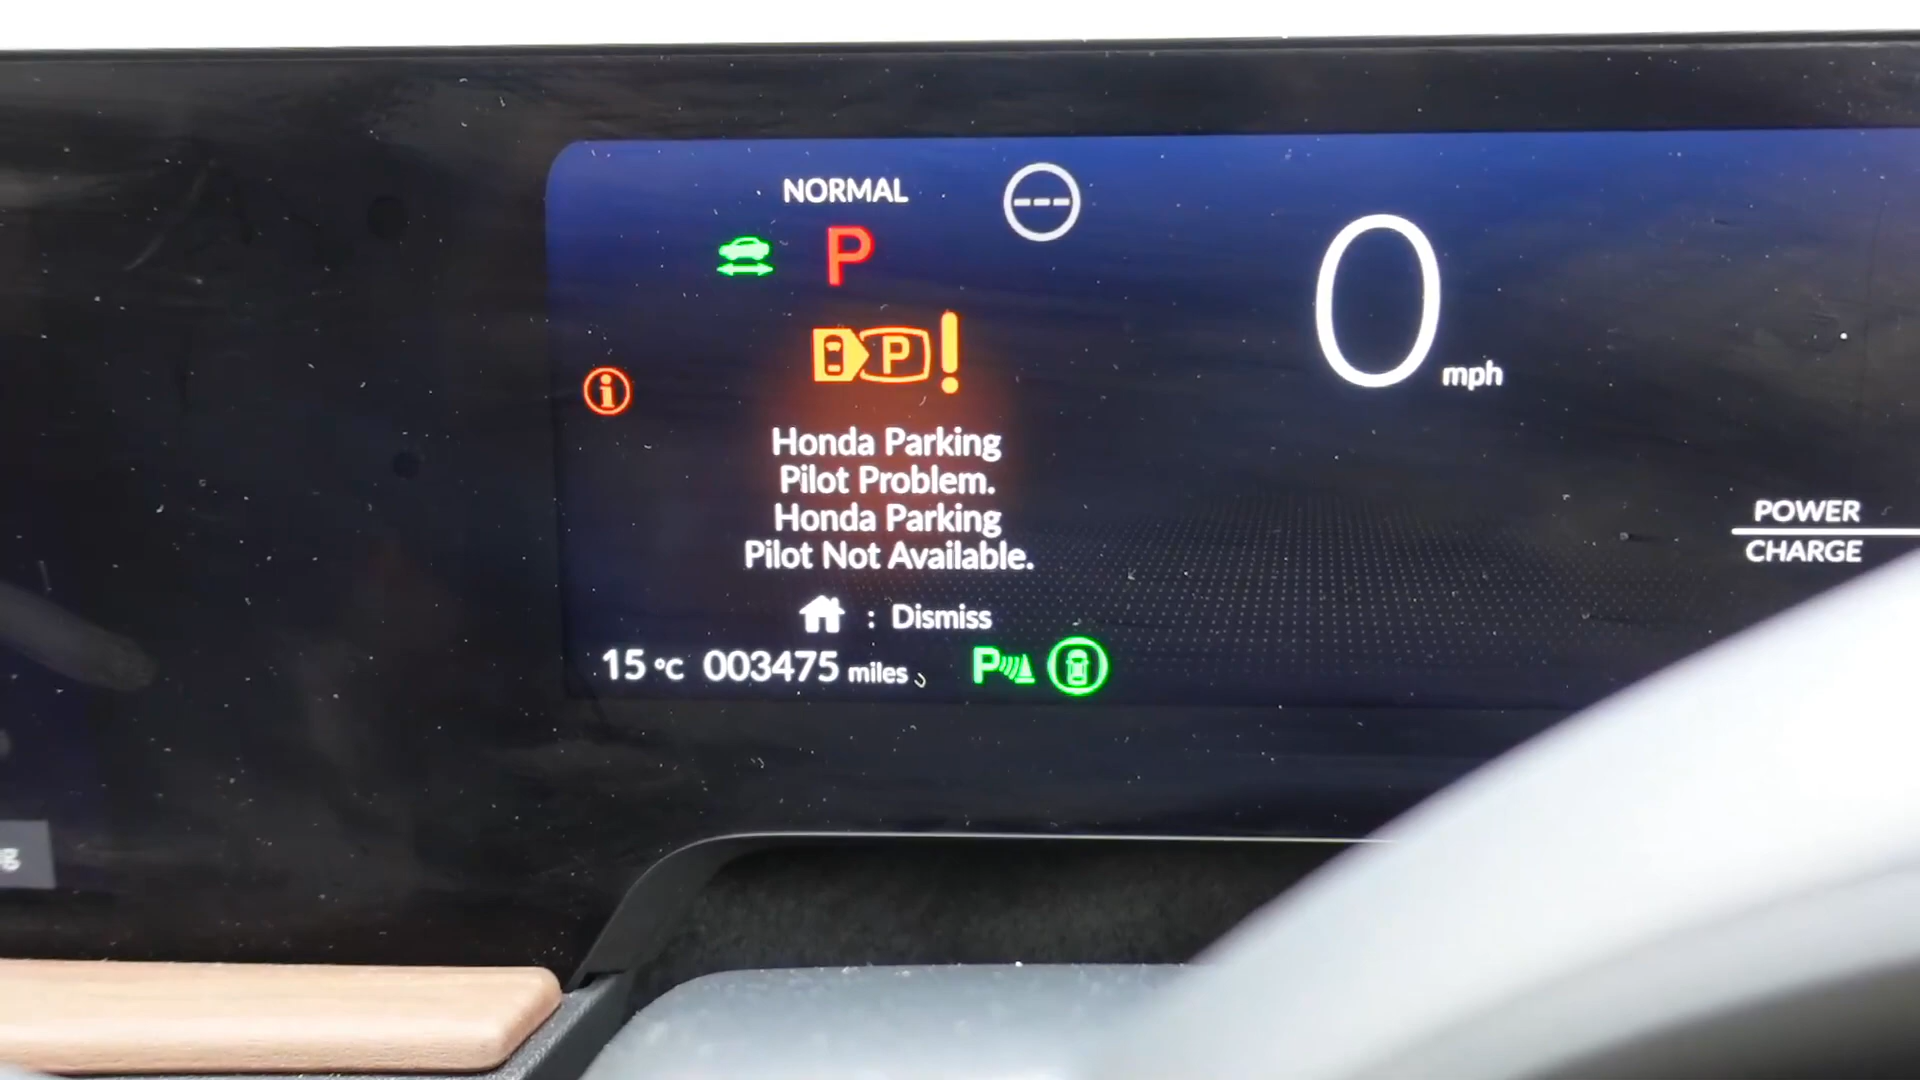 NORMAL
---
P
P!
i
0 mph
Honda Parking
Pilot Problem.
Honda Parking
Pilot Not Available.
POWER
CHARGE
: Dismiss
15 °C 003475 miles
P